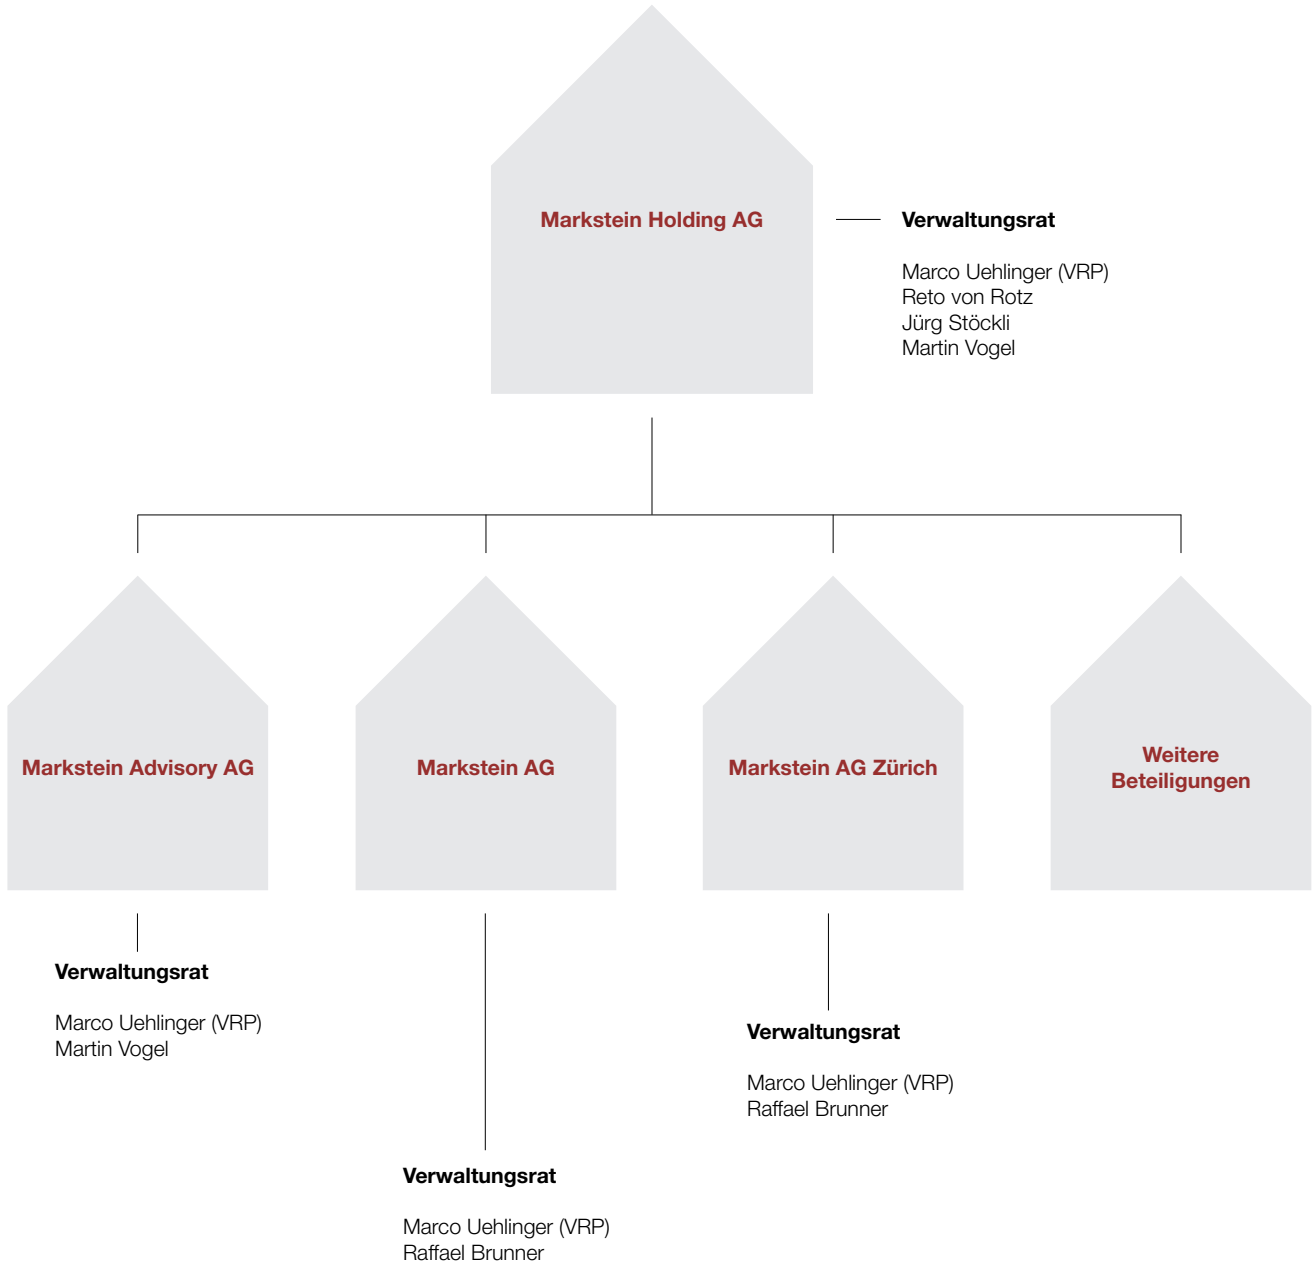 Markstein Holding AG
Verwaltungsrat
Marco Uehlinger (VRP)
Reto von Rotz
Jürg Stöckli
Martin Vogel
Markstein Advisory AG
Markstein AG
Markstein AG Zürich
Weitere
Beteiligungen
Verwaltungsrat
Marco Uehlinger (VRP)
Martin Vogel
Verwaltungsrat
Marco Uehlinger (VRP)
Raffael Brunner
Verwaltungsrat
Marco Uehlinger (VRP)
Raffael Brunner